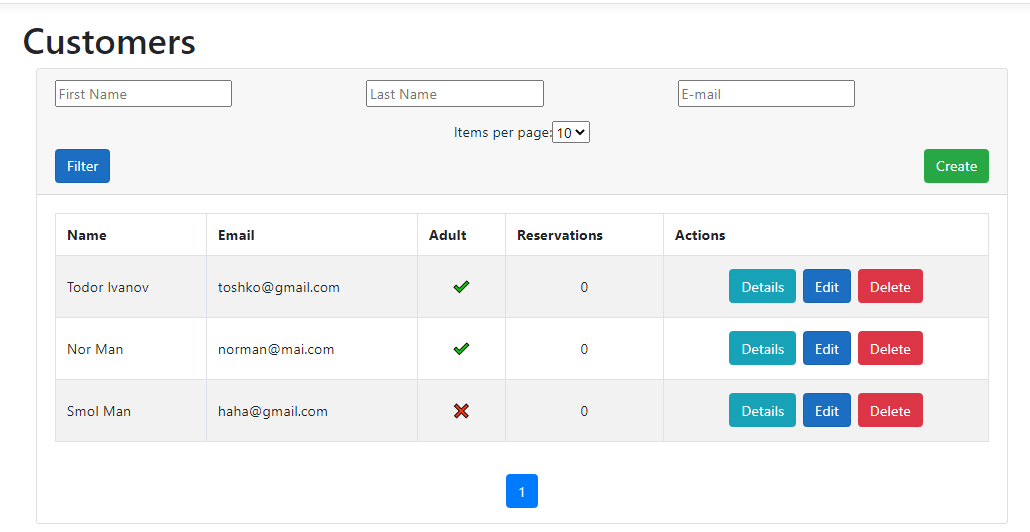 Customers
First Name Last Name E-mail
Items per page: 10
Filter Create
Name Email Adult Reservations Actions
Todor Ivanov toshko@gmail.com 0 Details Edit Delete
Nor Man norman@mai.com 0 Details Edit Delete
Smol Man haha@gmail.com 0 Details Edit Delete
1